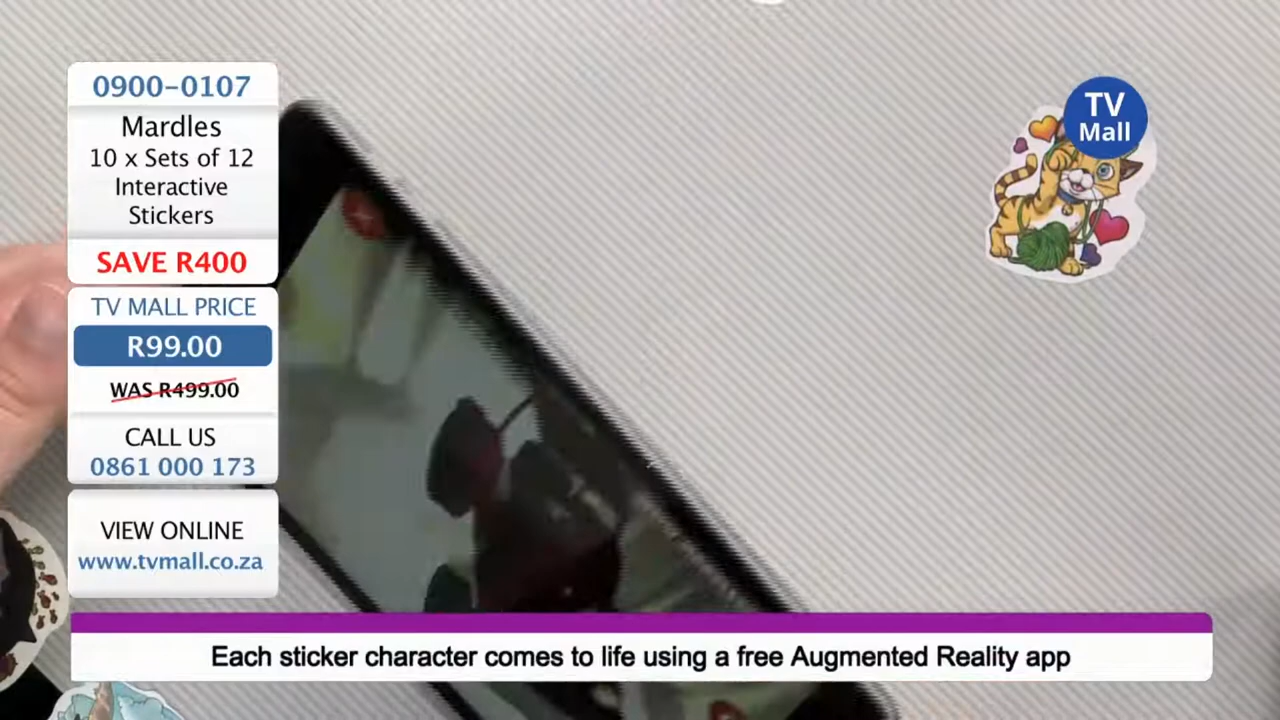 0900-0107
Mardles
10 x Sets of 12
Interactive
Stickers
SAVE R400
TV MALL PRICE
R99.00
WAS R499.00
CALL US
0861 000 173
VIEW ONLINE
www.tvmall.co.za
TV
Mall
Each sticker character comes to life using a free Augmented Reality app